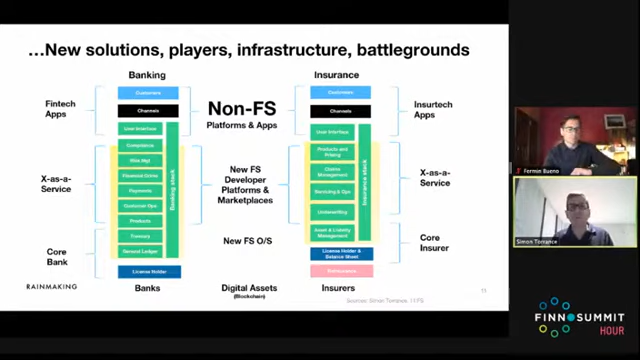 ...New solutions, players, infrastructure, battlegrounds
Banking
Insurance
Fintech
Apps
Customers
Channels
User Interface
Compliance
Risk Mgt
Financial Crime
Payments
Customer Ops
Products
Treasury
General Ledger
License Holder
Banking stack
X-as-a-
Service
Core
Bank
Banks
Non-FS
Platforms & Apps
New FS
Developer
Platforms &
Marketplaces
New FS O/S
Digital Assets
(Blockchain)
Customers
Channels
User Interface
Products and
Pricing
Claims
Management
Servicing & Ops
Underwriting
Asset & Liability
Management
License Holder &
Balance Sheet
Reinsurance
Insurance stack
Insurtech
Apps
X-as-a-
Service
Core
Insurer
Insurers
RAINMAKING
Sources: Simon Torrance, 11:FS
11
Fermin Bueno
Simon Torrance
FINNOSUMMIT
HOUR